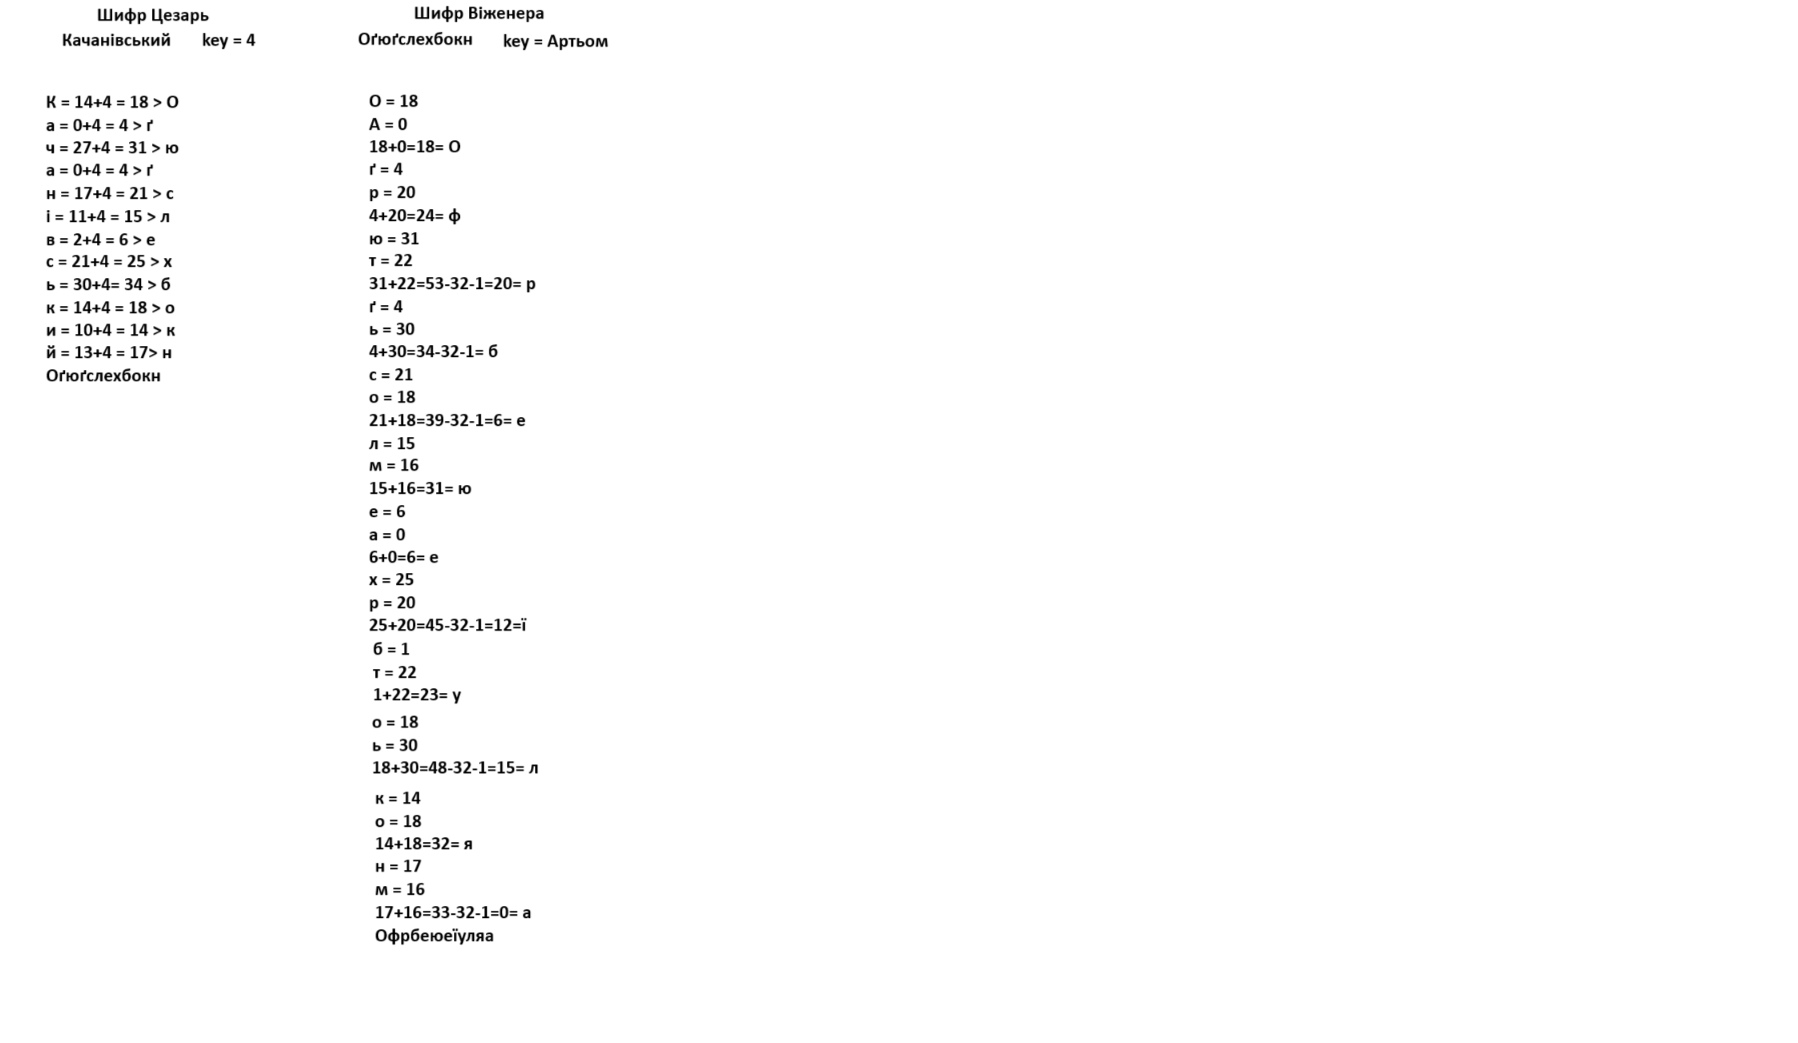 Шифр Цезарь
Качанівський key = 4
К = 14+4 = 18 > О
а = 0+4 = 4 > ґ
ч = 27+4 = 31 > ю
а = 0+4 = 4 > ґ
н = 17+4 = 21 > с
і = 11+4 = 15 > л
в = 2+4 = 6 > е
с = 21+4 = 25 > х
ь = 30+4= 34 > б
к = 14+4 = 18 > о
и = 10+4 = 14 > к
й = 13+4 = 17> н
Оґюґслехбокн
Шифр Віженера
Оґюґслехбокн key = Артьом
О = 18
А = 0
18+0=18= О
ґ = 4
р = 20
4+20=24= ф
ю = 31
т = 22
31+22=53-32-1=20= р
ґ = 4
ь = 30
4+30=34-32-1= б
с = 21
о = 18
21+18=39-32-1=6= е
л = 15
м = 16
15+16=31= ю
е = 6
а = 0
6+0=6= е
х = 25
р = 20
25+20=45-32-1=12=ї
б = 1
т = 22
1+22=23= у
о = 18
ь = 30
18+30=48-32-1=15= л
к = 14
о = 18
14+18=32= я
н = 17
м = 16
17+16=33-32-1=0= а
Офрбеюеїуляа